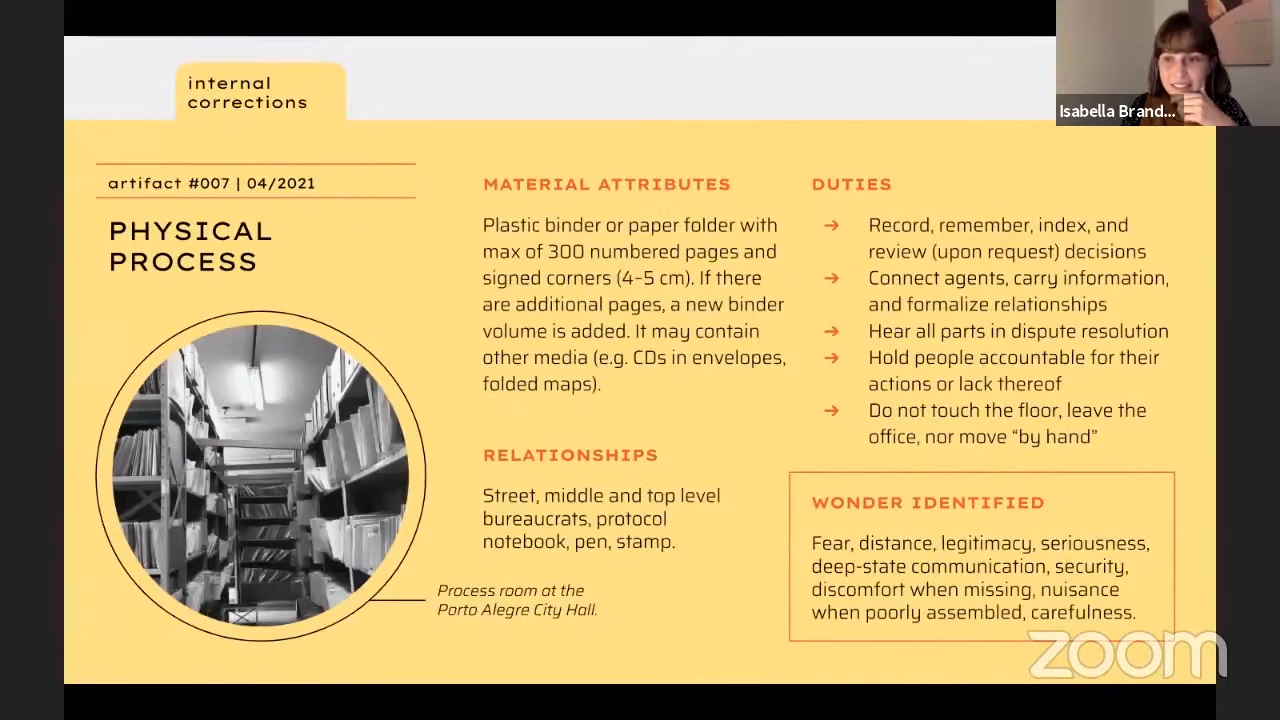 internal
corrections
Isabella Brand...
artifact #007 | 04/2021
PHYSICAL
PROCESS
MATERIAL ATTRIBUTES
Plastic binder or paper folder with
max of 300 numbered pages and
signed corners (4-5 cm). If there
are additional pages, a new binder
volume is added. It may contain
other media (e.g. CDs in envelopes,
folded maps).
RELATIONSHIPS
Street, middle and top level
bureaucrats, protocol
notebook, pen, stamp.
Process room at the
Porto Alegre City Hall.
DUTIES
→ Record, remember, index, and
review (upon request) decisions
→ Connect agents, carry information,
and formalize relationships
→ Hear all parts in dispute resolution
→ Hold people accountable for their
actions or lack thereof
→ Do not touch the floor, leave the
office, nor move “by hand”
WONDER IDENTIFIED
Fear, distance, legitimacy, seriousness,
deep-state communication, security,
discomfort when missing, nuisance
when poorly assembled, carefulness.
zoom